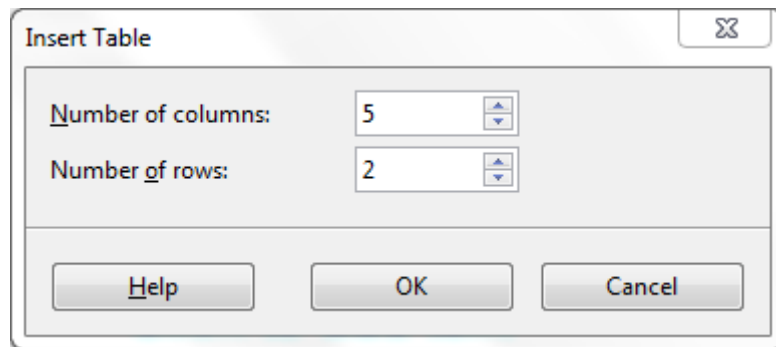 Insert Table
Number of columns: 5
Number of rows: 2
Help OK Cancel